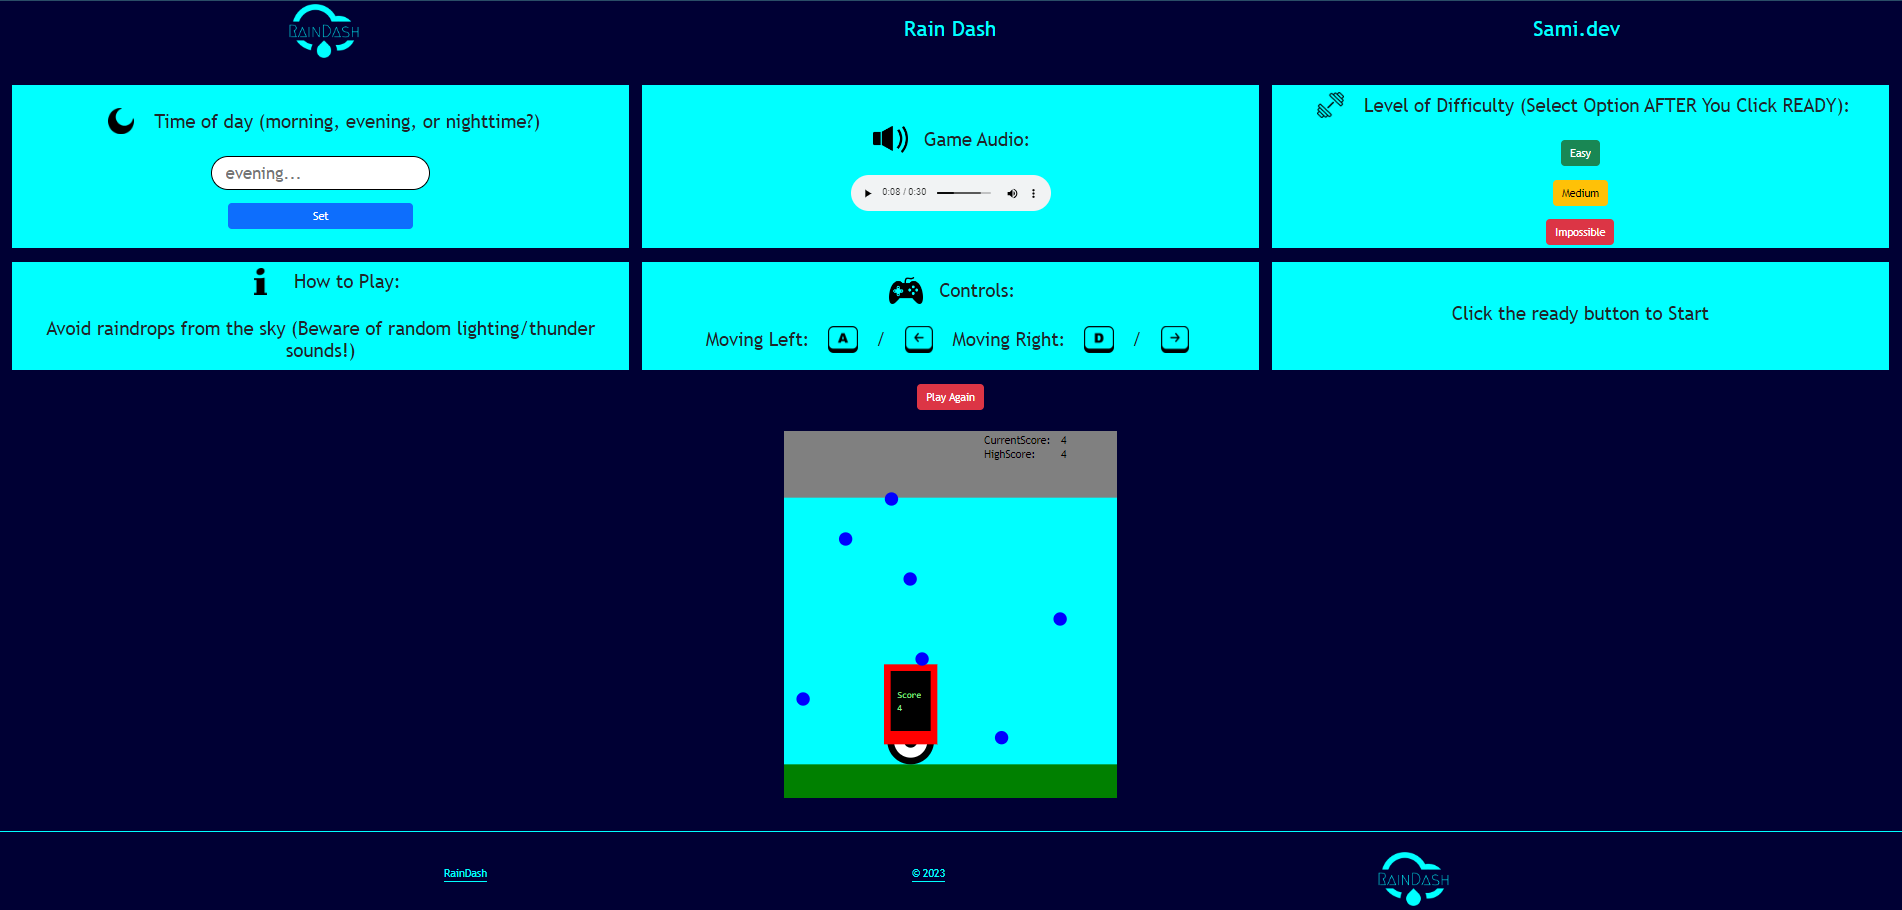 RAINDASH
Rain Dash
Sami.dev
Time of day (morning, evening, or nighttime?)
evening...
Set
Game Audio:
0:08 / 0:30
Level of Difficulty (Select Option AFTER You Click READY):
Easy
Medium
Impossible
How to Play:
Avoid raindrops from the sky (Beware of random lighting/thunder
sounds!)
Controls:
Moving Left: A / ← Moving Right: D / →
Click the ready button to Start
Play Again
CurrentScore: 4
HighScore: 4
Score
4
RainDash
© 2023
RAINDASH